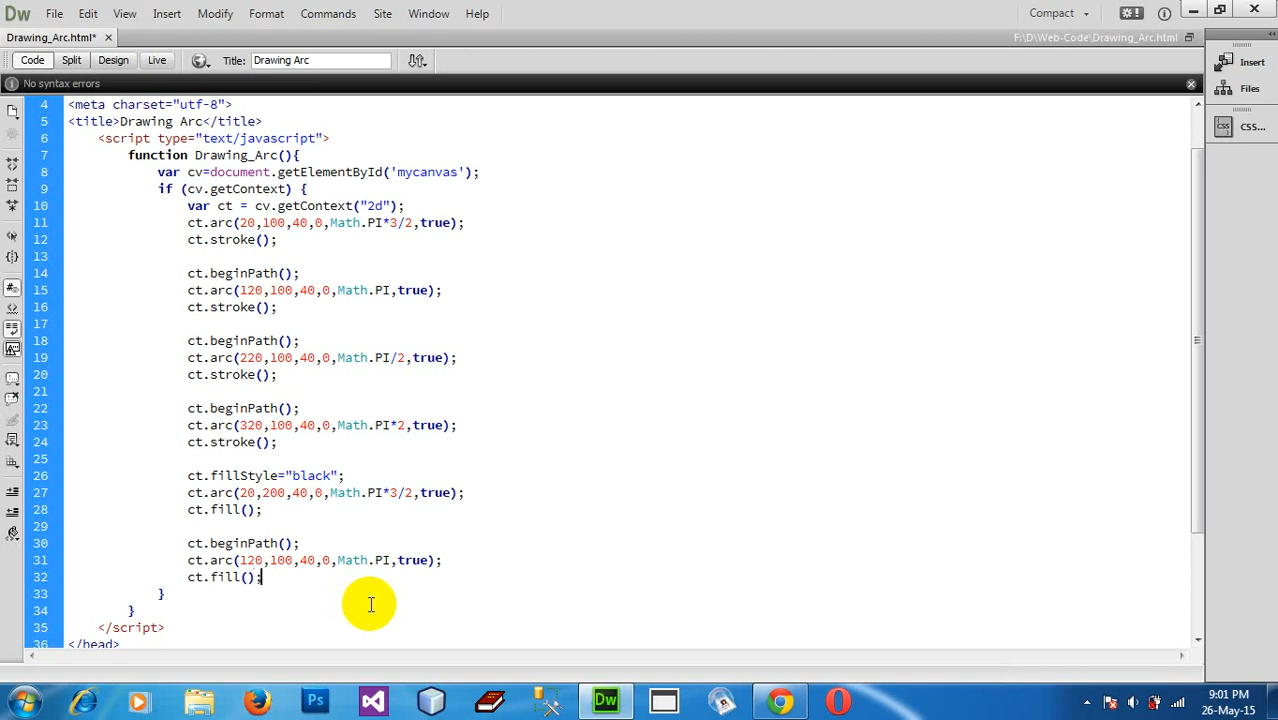 Dw File Edit View Insert Modify Format Commands Site Window Help Compact
Drawing_Arc.html* F:\D\Web-Code\Drawing_Arc.html
Code Split Design Live Title: Drawing Arc
No syntax errors
Insert
Files
CSS CSS...
4 <meta charset="utf-8">
5 <title>Drawing Arc</title>
6 <script type="text/javascript">
7 function Drawing_Arc(){
8 var cv=document.getElementById('mycanvas');
9 if (cv.getContext) {
10 var ct = cv.getContext("2d");
11 ct.arc(20,100,40,0,Math.PI*3/2,true);
12 ct.stroke();
13
14 ct.beginPath();
15 ct.arc(120,100,40,0,Math.PI,true);
16 ct.stroke();
17
18 ct.beginPath();
19 ct.arc(220,100,40,0,Math.PI/2,true);
20 ct.stroke();
21
22 ct.beginPath();
23 ct.arc(320,100,40,0,Math.PI*2,true);
24 ct.stroke();
25
26 ct.fillStyle="black";
27 ct.arc(20,200,40,0,Math.PI*3/2,true);
28 ct.fill();
29
30 ct.beginPath();
31 ct.arc(120,100,40,0,Math.PI,true);
32 ct.fill();
33 }
34 }
35 </script>
36 </head>
Ps Dw
9:01 PM
26-May-15